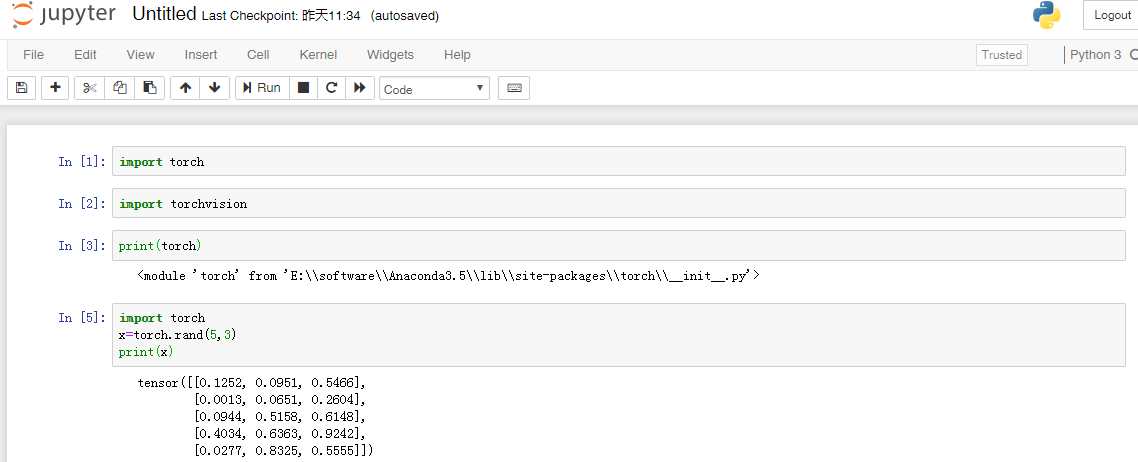 jupyter Untitled Last Checkpoint: 昨天11:34 (autosaved) Logout
File Edit View Insert Cell Kernel Widgets Help Trusted Python 3
Run Code
In [1]: import torch
In [2]: import torchvision
In [3]: print(torch)
<module 'torch' from 'E:\\software\\Anaconda3.5\\lib\\site-packages\\torch\\__init__.py'>
In [5]: import torch
x=torch.rand(5,3)
print(x)
tensor([[0.1252, 0.0951, 0.5466],
[0.0013, 0.0651, 0.2604],
[0.0944, 0.5158, 0.6148],
[0.4034, 0.6363, 0.9242],
[0.0277, 0.8325, 0.5555]])